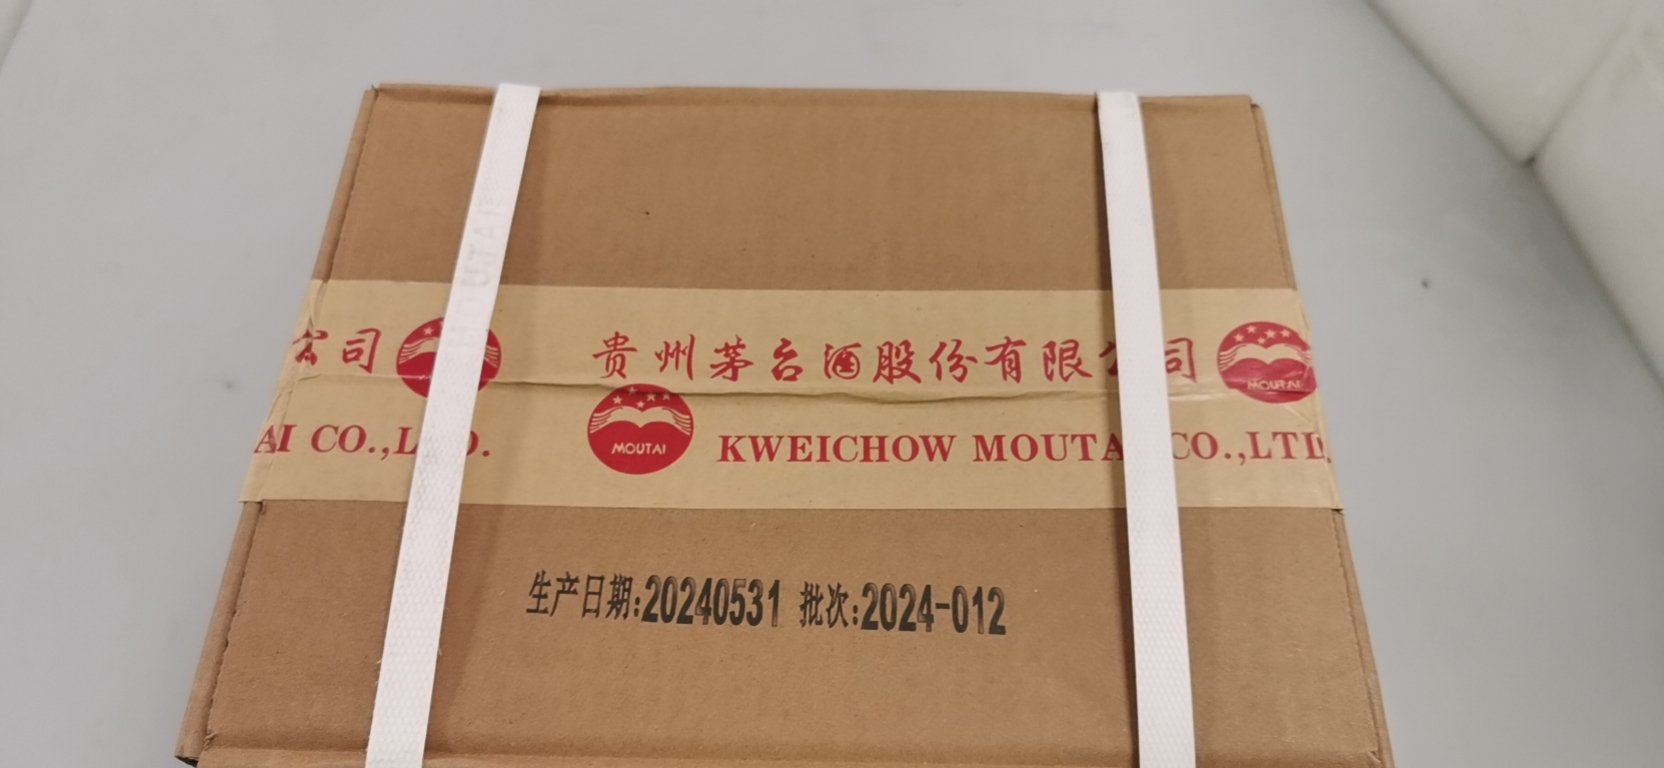 公司 贵州茅台酒股份有限公司 MOUTAI
AI CO.,LTD. MOUTAI KWEICHOW MOUTAI CO.,LTD.
生产日期:20240531 批次:2024-012